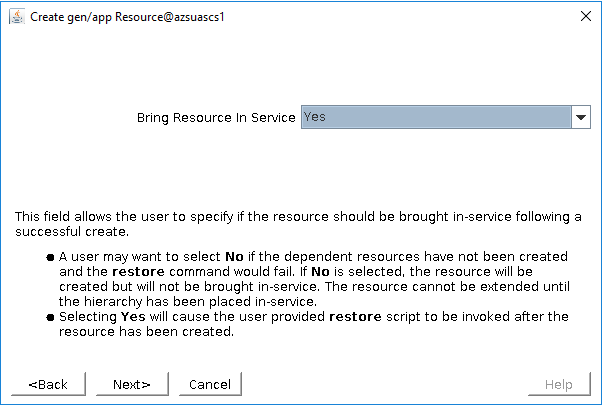 Create gen/app Resource@azsuascs1
Bring Resource In Service Yes
This field allows the user to specify if the resource should be brought in-service following a
successful create.
● A user may want to select No if the dependent resources have not been created
and the restore command would fail. If No is selected, the resource will be
created but will not be brought in-service. The resource cannot be extended until
the hierarchy has been placed in-service.
● Selecting Yes will cause the user provided restore script to be invoked after the
resource has been created.
<Back Next> Cancel Help